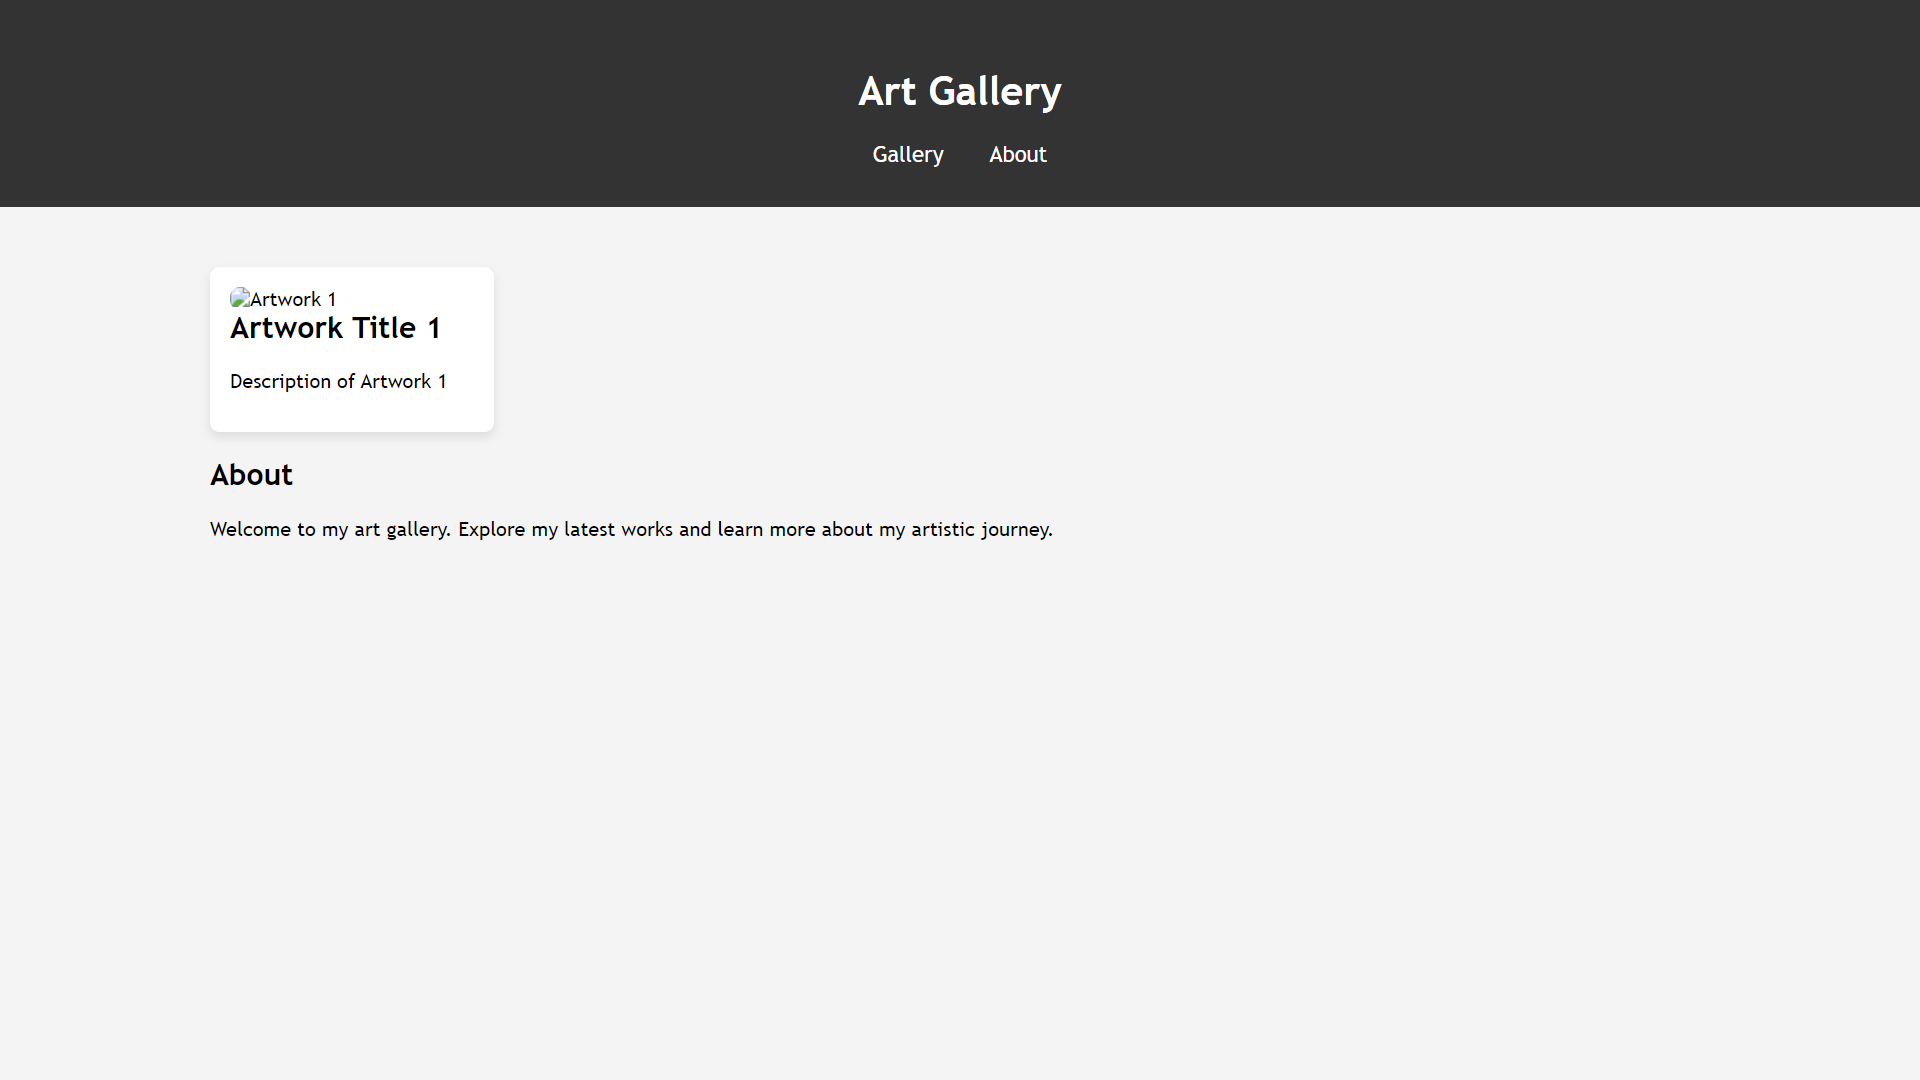 Art Gallery
Gallery About
Artwork 1
Artwork Title 1
Description of Artwork 1
About
Welcome to my art gallery. Explore my latest works and learn more about my artistic journey.